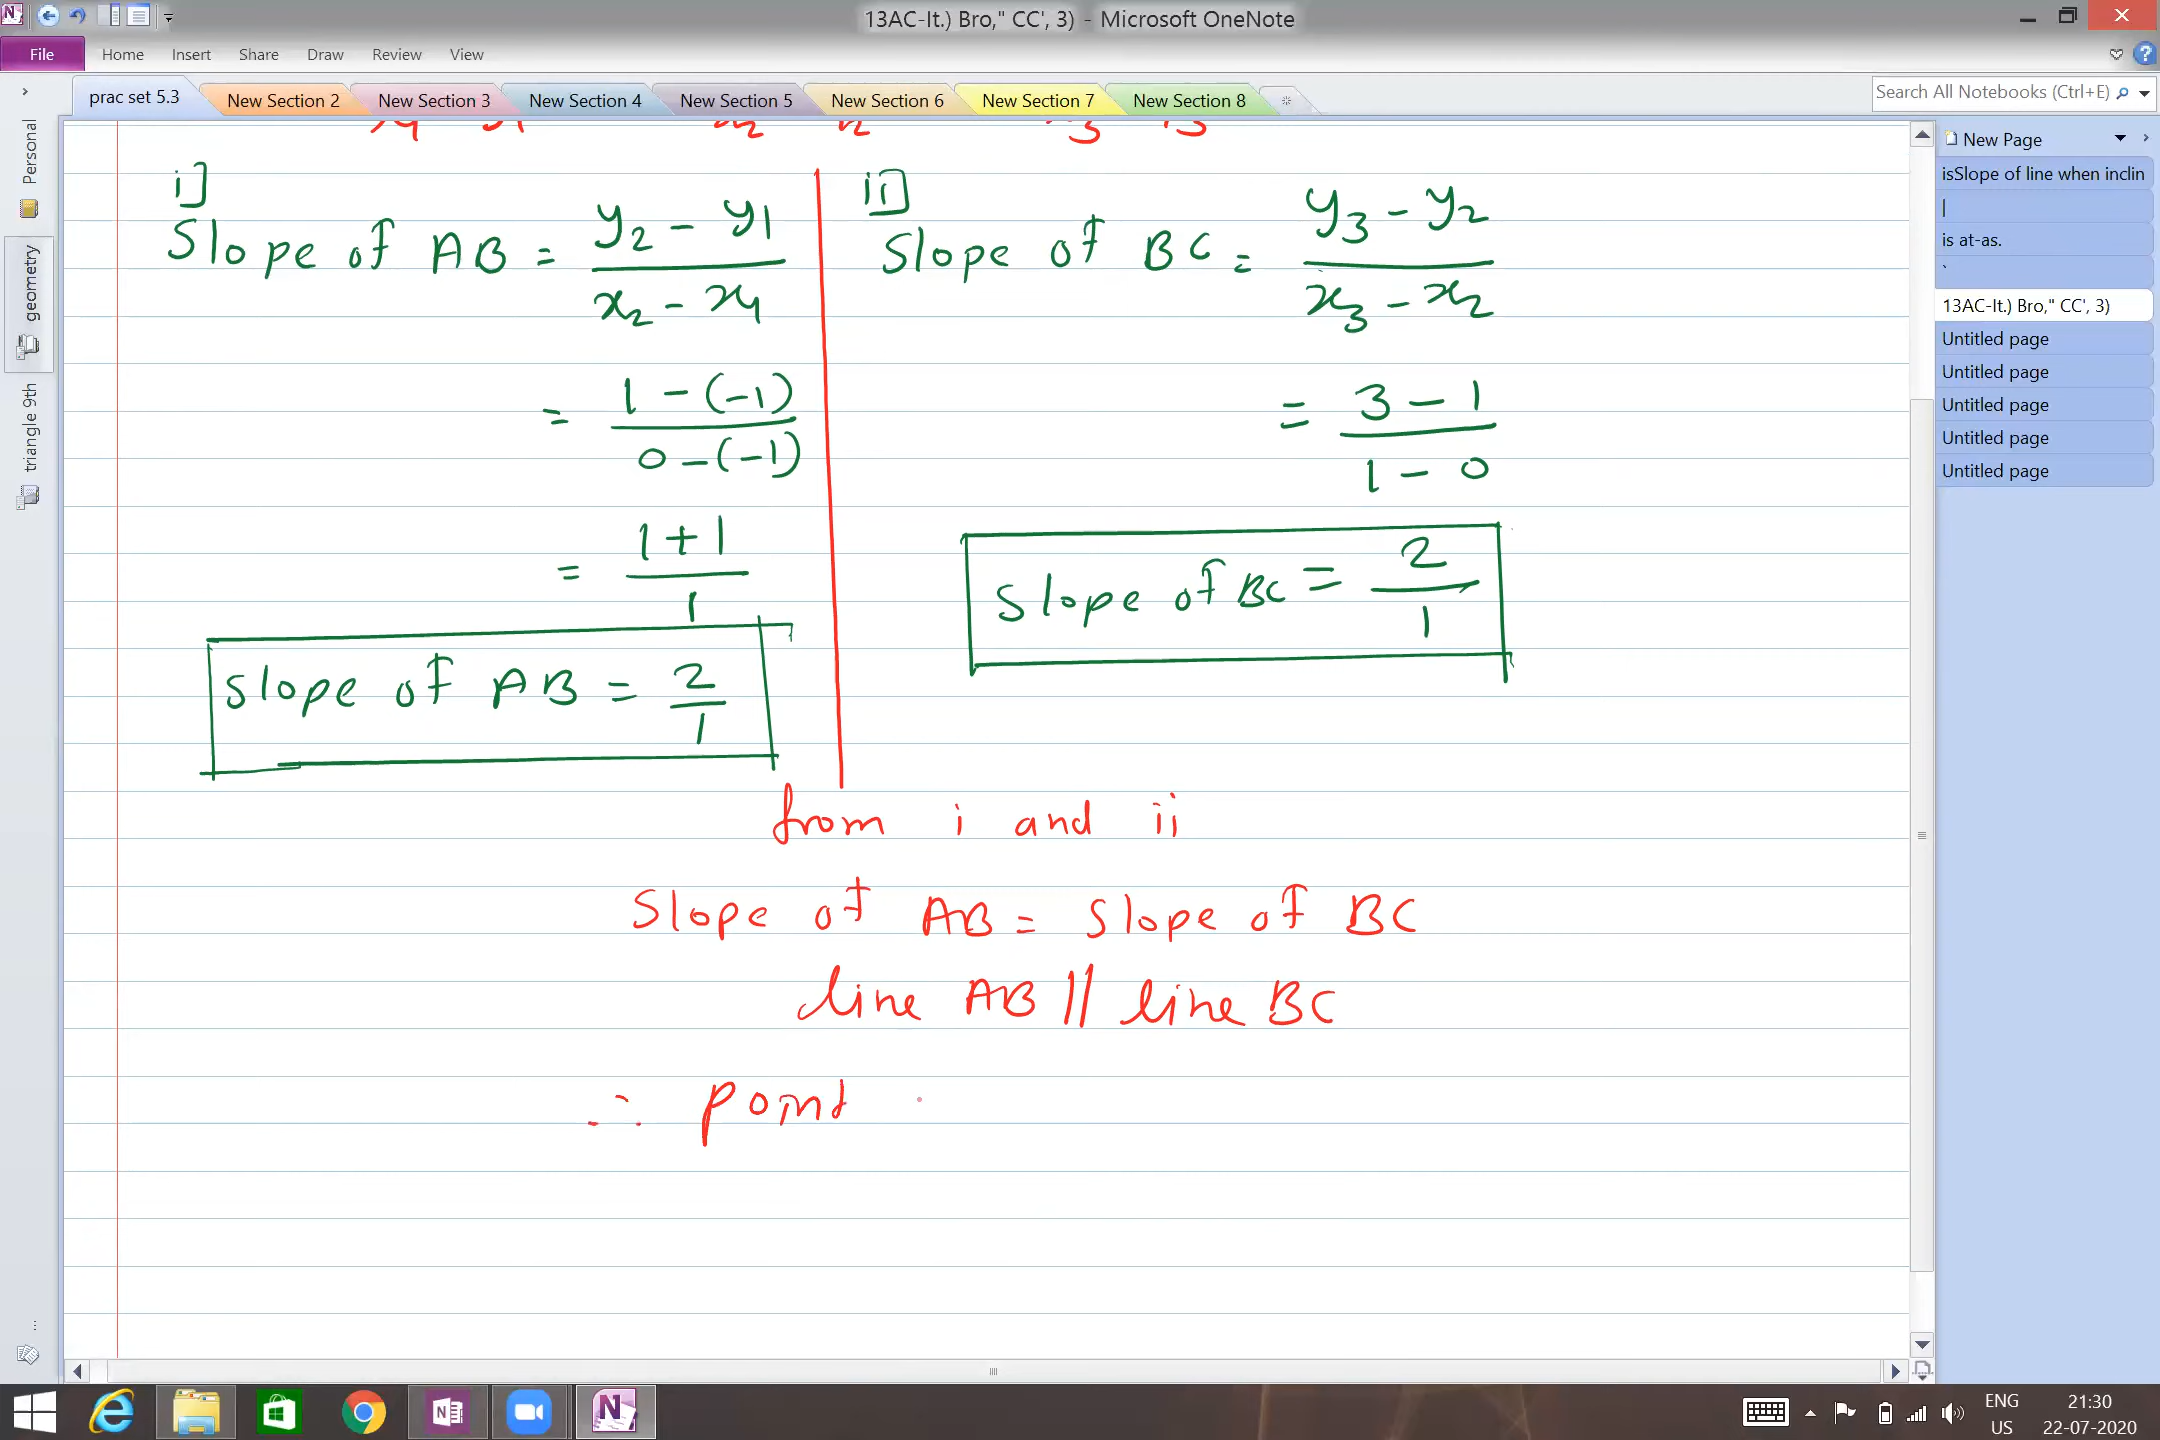 13AC-It.) Bro," CC', 3) - Microsoft OneNote
File Home Insert Share Draw Review View
prac set 5.3 New Section 2 New Section 3 New Section 4 New Section 5 New Section 6 New Section 7 New Section 8
Search All Notebooks (Ctrl+E)
Personal
geometry
triangle 9th
New Page
isSlope of line when inclin
|
is at-as.
`
13AC-It.) Bro," CC', 3)
Untitled page
Untitled page
Untitled page
Untitled page
Untitled page
x₁ y₁ x₂ y₂ x₃ y₃
i]
Slope of AB = y₂ - y₁
x₂ - x₁
= 1 - (-1)
0 - (-1)
= 1 + 1
1
Slope of AB = 2
1
ii]
Slope of BC = y₃ - y₂
x₃ - x₂
= 3 - 1
1 - 0
Slope of BC = 2
1
from i and ii
Slope of AB = Slope of BC
line AB || line BC
∴ point
ENG
US
21:30
22-07-2020